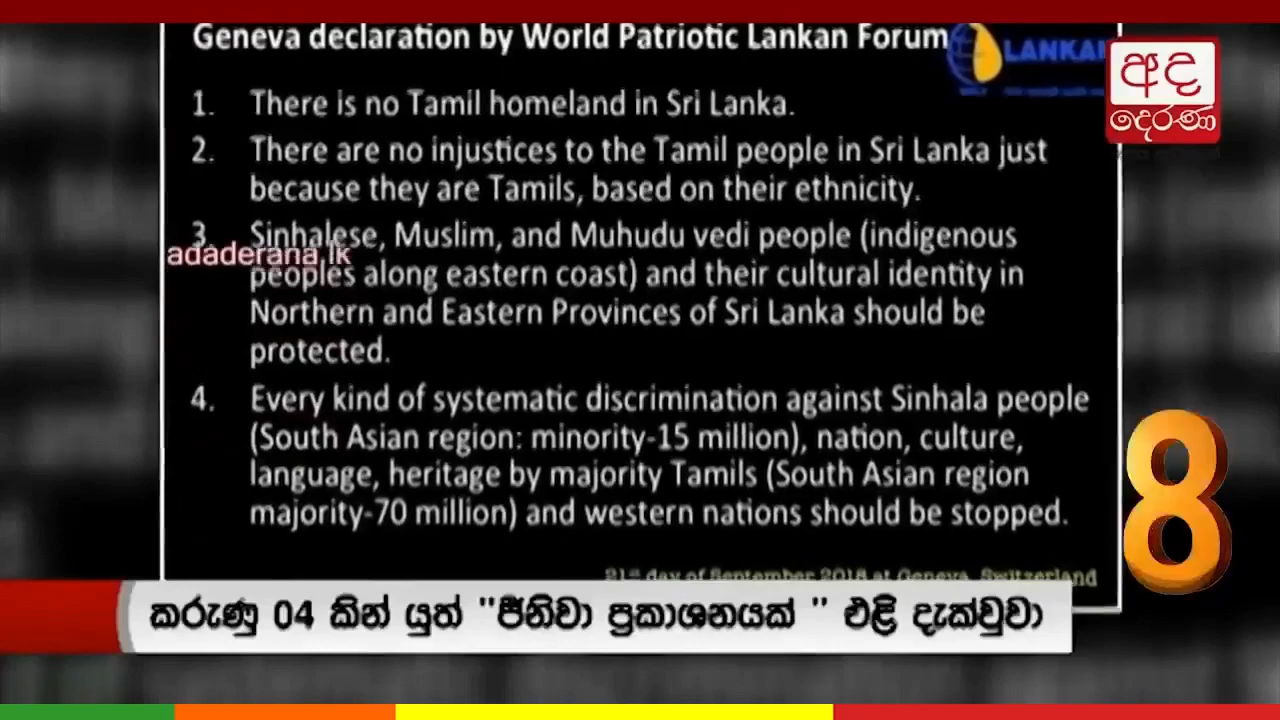 Geneva declaration by World Patriotic Lankan Forum
LANKA
අද
දෙරණ
1. There is no Tamil homeland in Sri Lanka.
2. There are no injustices to the Tamil people in Sri Lanka just
because they are Tamils, based on their ethnicity.
3. Sinhalese, Muslim, and Muhudu vedi people (indigenous
adaderana.lk
peoples along eastern coast) and their cultural identity in
Northern and Eastern Provinces of Sri Lanka should be
protected.
4. Every kind of systematic discrimination against Sinhala people
(South Asian region: minority-15 million), nation, culture,
language, heritage by majority Tamils (South Asian region
majority-70 million) and western nations should be stopped.
8
21st day of September 2018 at Geneva, Switzerland
කරුණු 04 කින් යුත් "ජිනීවා ප්‍රකාශනයක් " එළි දැක්වුවා